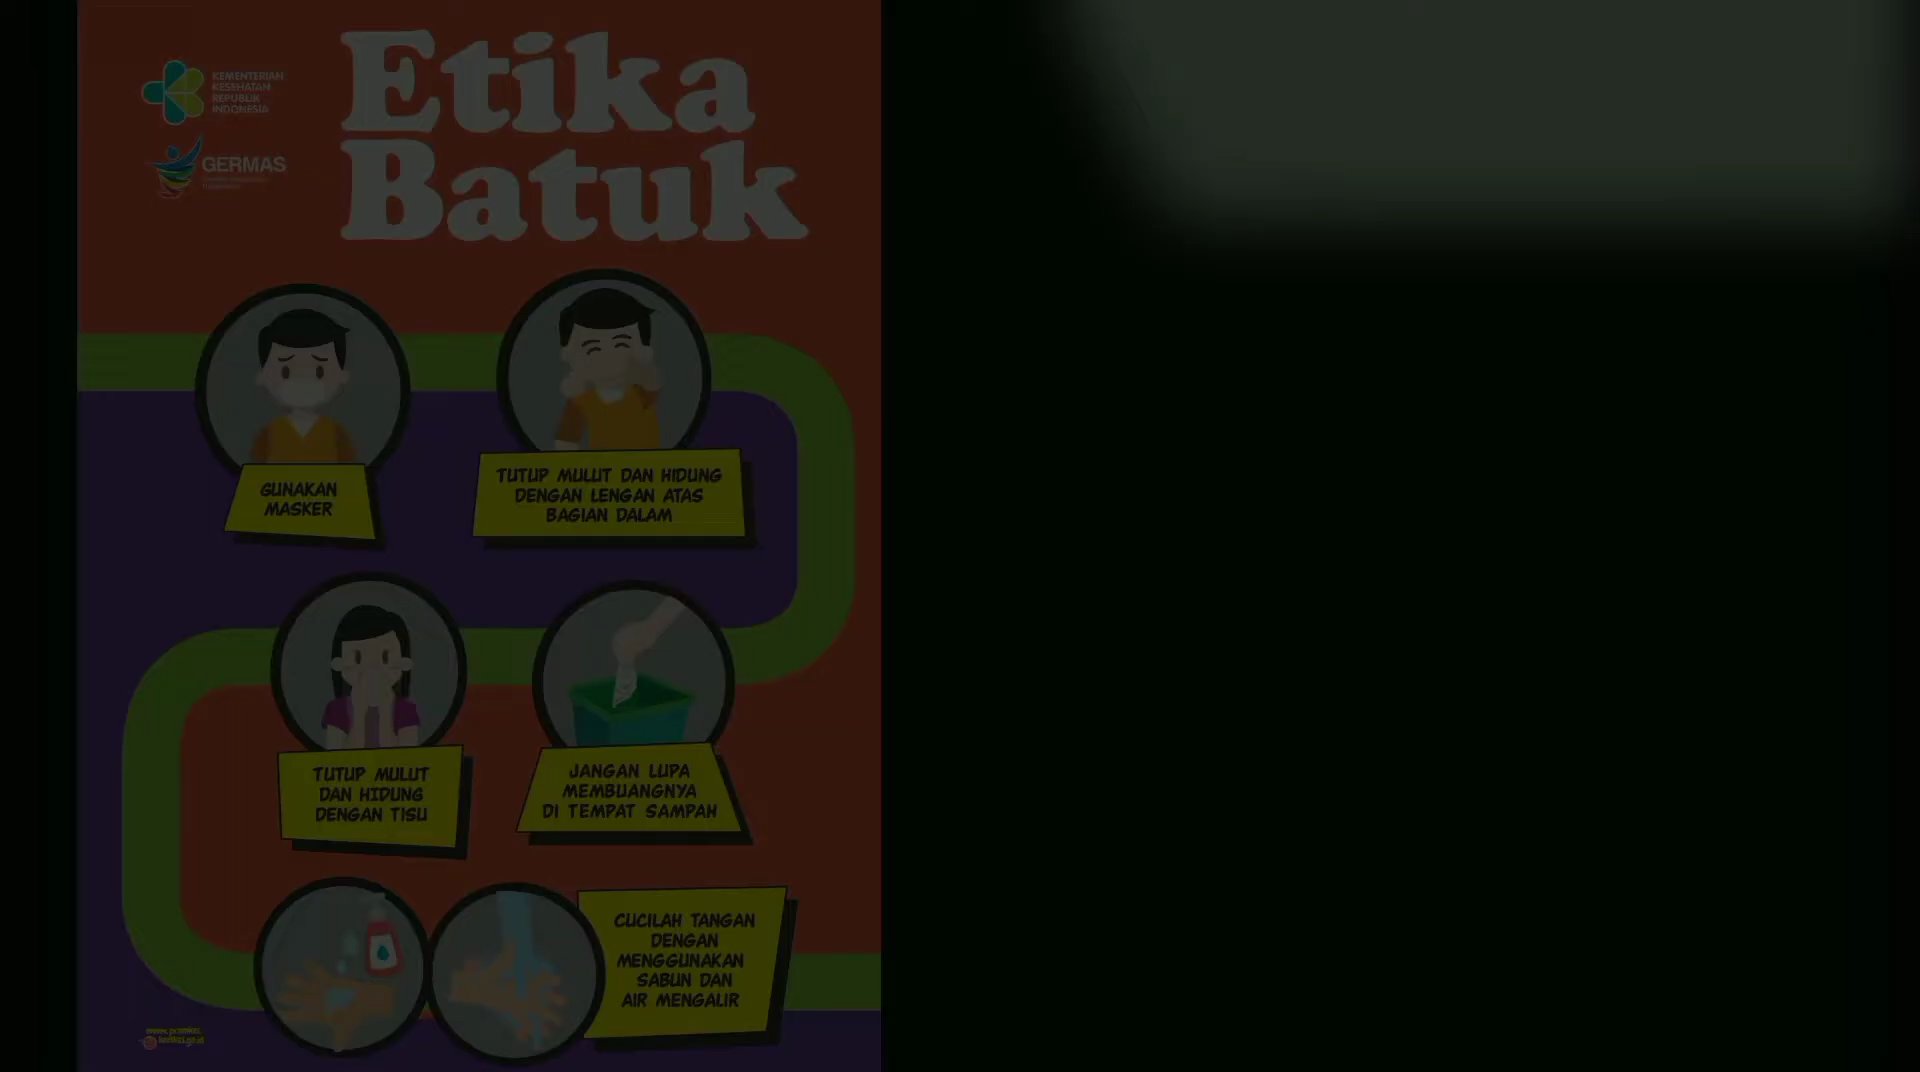 KEMENTERIAN
KESEHATAN
REPUBLIK
INDONESIA
GERMAS
Etika
Batuk
GUNAKAN
MASKER
TUTUP MULUT DAN HIDUNG
DENGAN LENGAN ATAS
BAGIAN DALAM
TUTUP MULUT
DAN HIDUNG
DENGAN TISU
JANGAN LUPA
MEMBUANGNYA
DI TEMPAT SAMPAH
CUCILAH TANGAN
DENGAN
MENGGUNAKAN
SABUN DAN
AIR MENGALIR